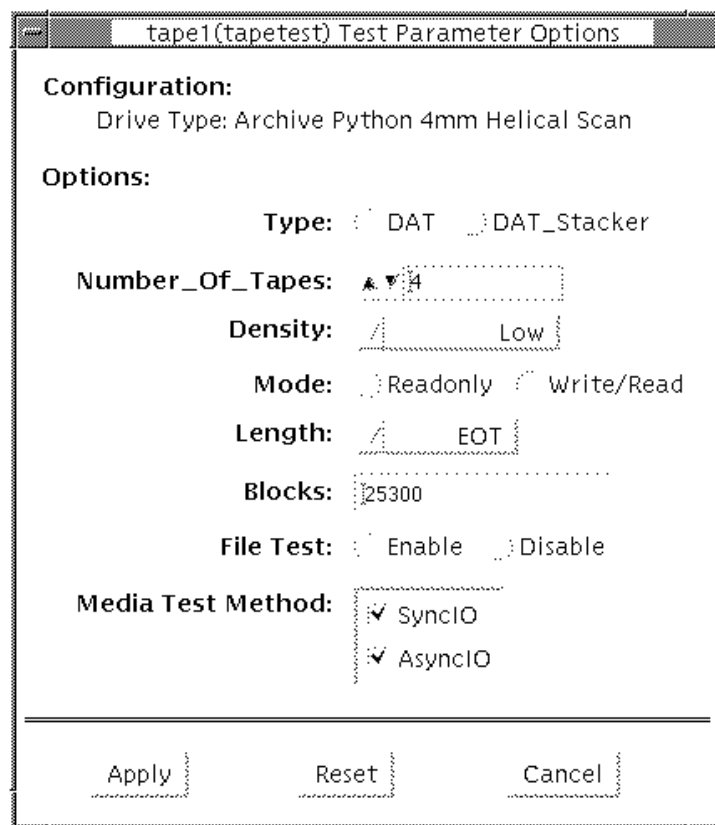 tape1(tapetest) Test Parameter Options
Configuration:
Drive Type: Archive Python 4mm Helical Scan
Options:
Type: DAT DAT_Stacker
Number_Of_Tapes: 4
Density: Low
Mode: Readonly Write/Read
Length: EOT
Blocks: 25300
File Test: Enable Disable
Media Test Method: SyncIO
AsyncIO
Apply Reset Cancel